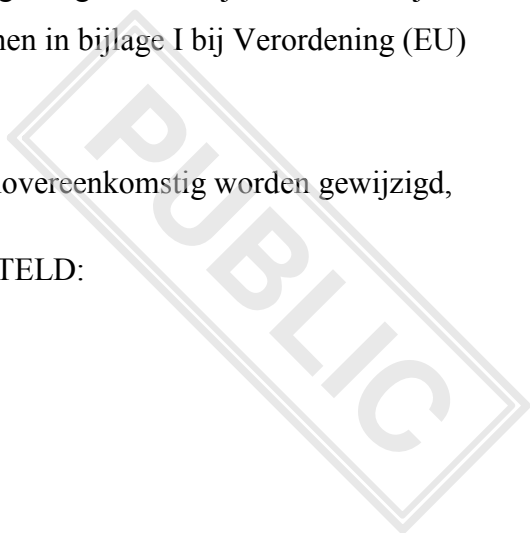 nen in bijlage I bij Verordening (EU)
overeenkomstig worden gewijzigd,
TELD:
PUBLIC